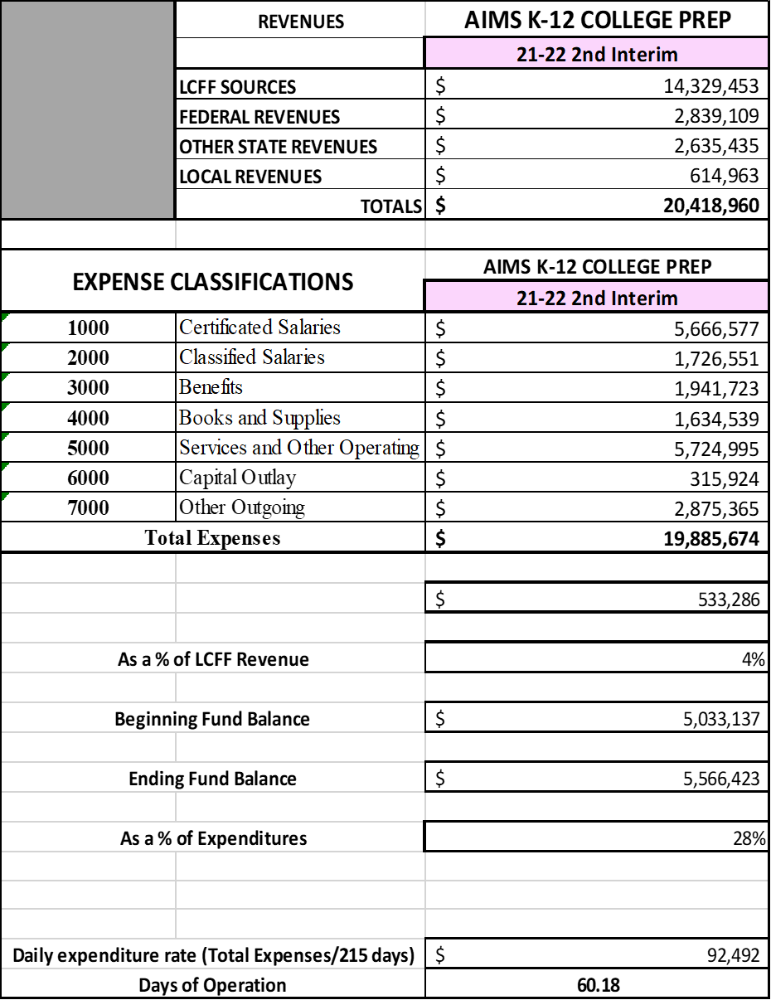 REVENUES AIMS K-12 COLLEGE PREP
21-22 2nd Interim
LCFF SOURCES $ 14,329,453
FEDERAL REVENUES $ 2,839,109
OTHER STATE REVENUES $ 2,635,435
LOCAL REVENUES $ 614,963
TOTALS $ 20,418,960
EXPENSE CLASSIFICATIONS AIMS K-12 COLLEGE PREP
21-22 2nd Interim
1000 Certificated Salaries $ 5,666,577
2000 Classified Salaries $ 1,726,551
3000 Benefits $ 1,941,723
4000 Books and Supplies $ 1,634,539
5000 Services and Other Operating $ 5,724,995
6000 Capital Outlay $ 315,924
7000 Other Outgoing $ 2,875,365
Total Expenses $ 19,885,674
$ 533,286
As a % of LCFF Revenue 4%
Beginning Fund Balance $ 5,033,137
Ending Fund Balance $ 5,566,423
As a % of Expenditures 28%
Daily expenditure rate (Total Expenses/215 days) $ 92,492
Days of Operation 60.18